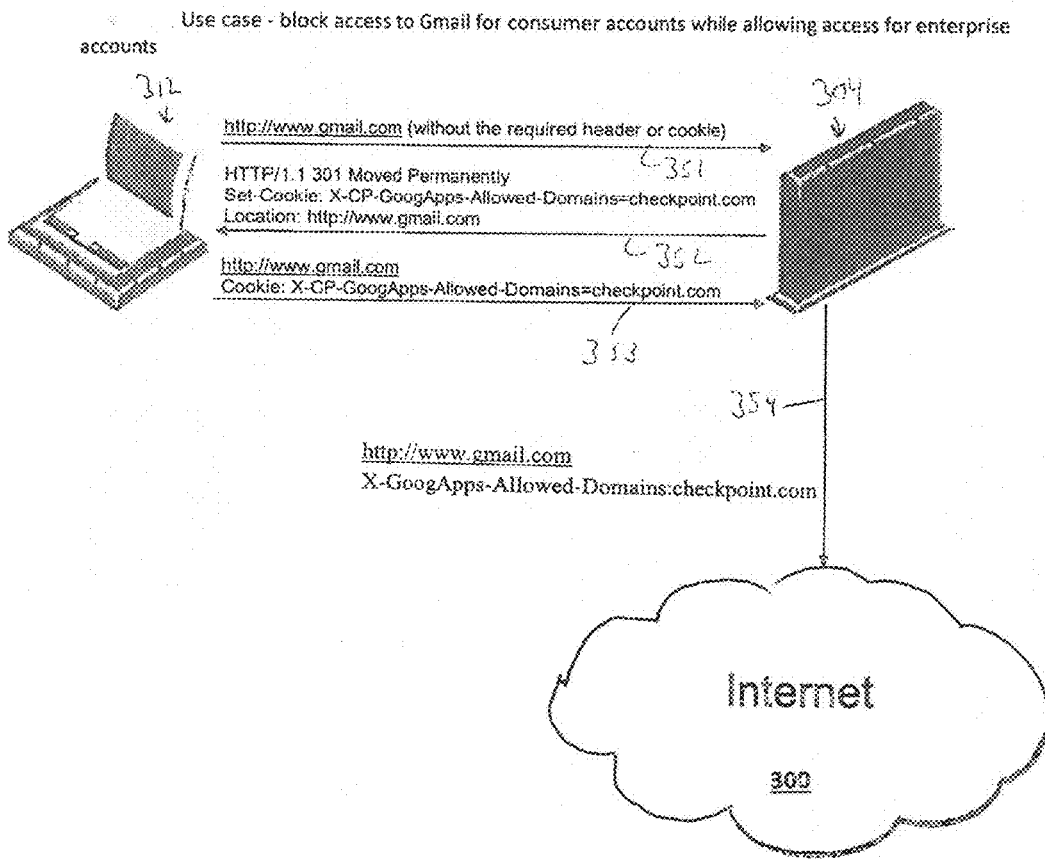 Use case - block access to Gmail for consumer accounts while allowing access for enterprise
accounts
312
304
http://www.gmail.com (without the required header or cookie)
351
HTTP/1.1 301 Moved Permanently
Set-Cookie: X-CP-GoogApps-Allowed-Domains=checkpoint.com
Location: http://www.gmail.com
352
http://www.gmail.com
Cookie: X-CP-GoogApps-Allowed-Domains=checkpoint.com
353
354
http://www.gmail.com
X-GoogApps-Allowed-Domains:checkpoint.com
Internet
300